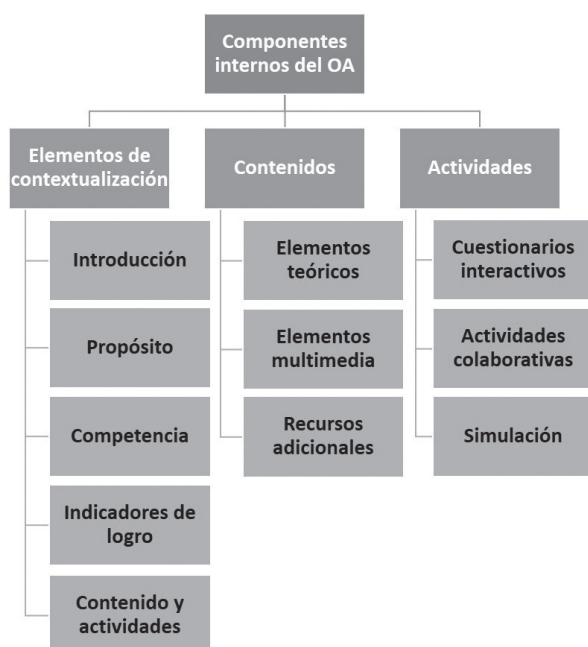 Componentes
internos del OA
Elementos de
contextualización
Introducción
Propósito
Competencia
Indicadores de
logro
Contenido y
actividades
Contenidos
Elementos
teóricos
Elementos
multimedia
Recursos
adicionales
Actividades
Cuestionarios
interactivos
Actividades
colaborativas
Simulación